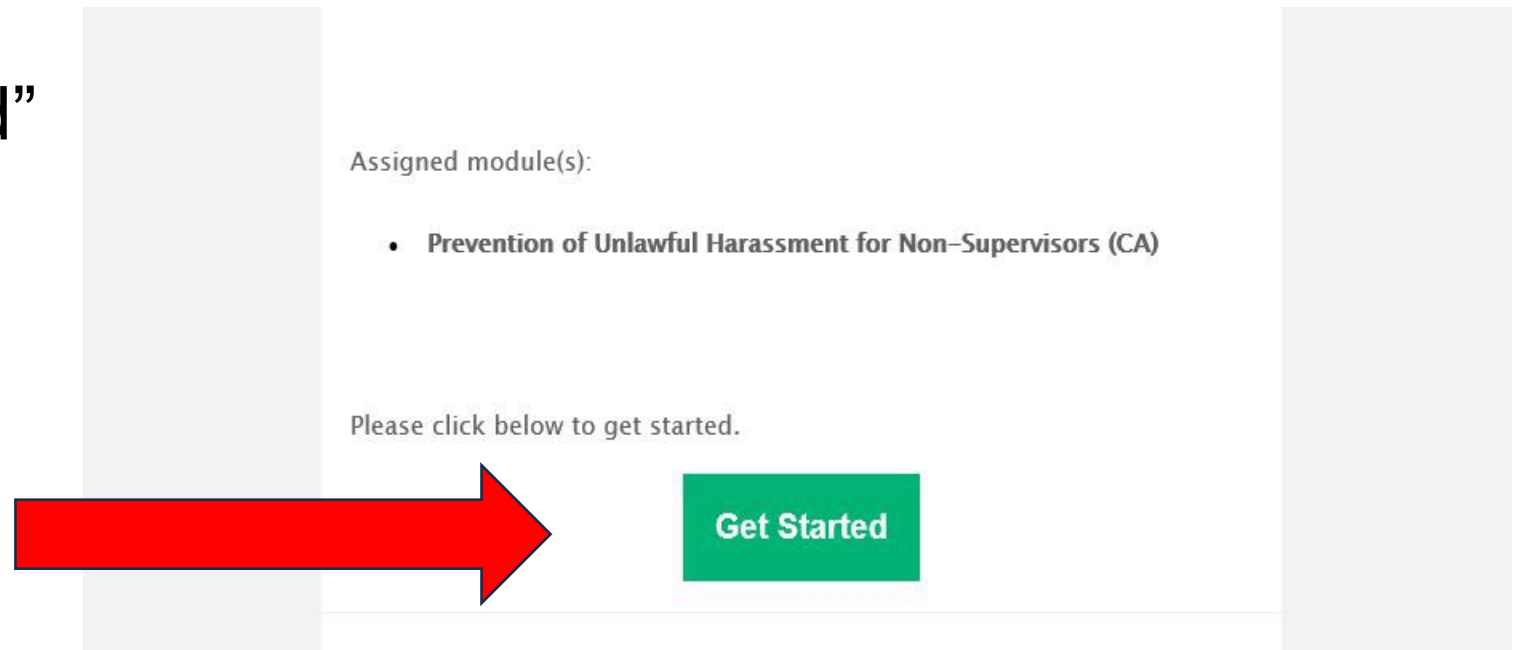 d”
Assigned module(s):
• Prevention of Unlawful Harassment for Non-Supervisors (CA)
Please click below to get started.
Get Started